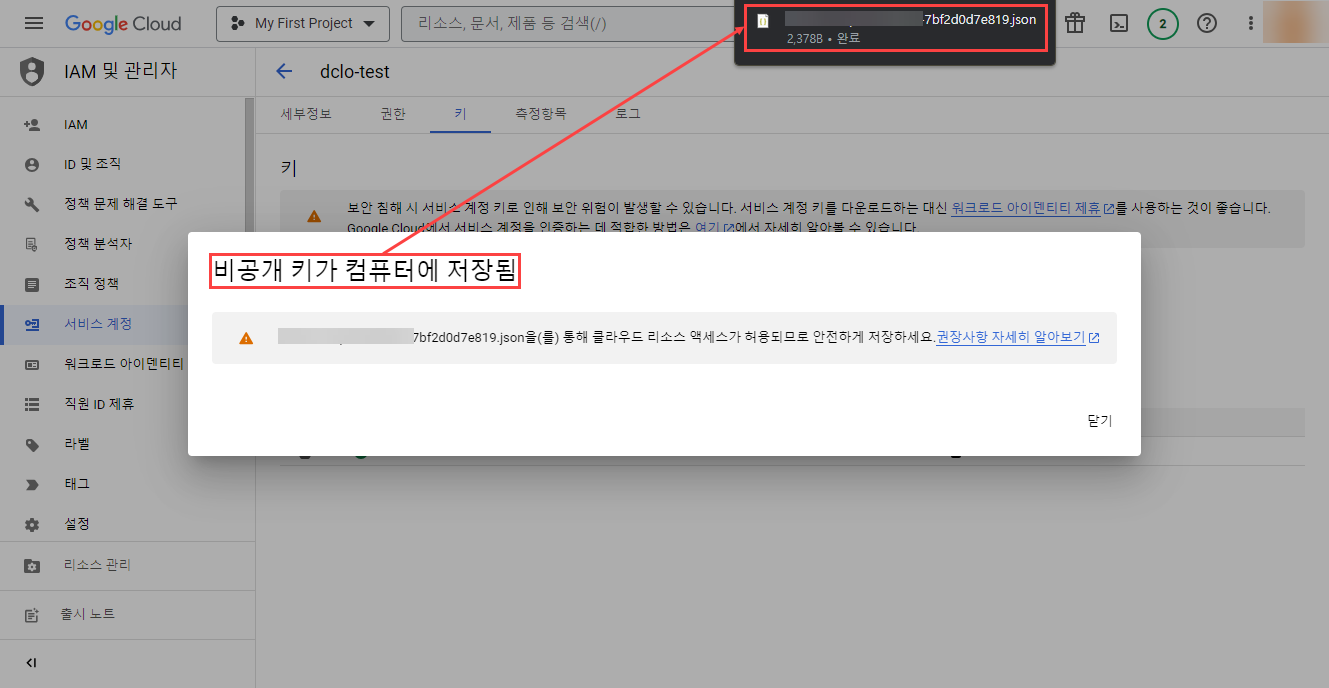 Google Cloud
My First Project
리소스, 문서, 제품 등 검색(/)
7bf2d0d7e819.json
2,378B • 완료
2
IAM 및 관리자
dclo-test
세부정보
권한
키
측정항목
로그
IAM
ID 및 조직
정책 문제 해결 도구
정책 분석자
조직 정책
서비스 계정
워크로드 아이덴티티
직원 ID 제휴
라벨
태그
설정
리소스 관리
출시 노트
키
보안 침해 시 서비스 계정 키로 인해 보안 위험이 발생할 수 있습니다. 서비스 계정 키를 다운로드하는 대신 워크로드 아이덴티티 제휴를 사용하는 것이 좋습니다.
Google Cloud에서 서비스 계정을 인증하는 데 적합한 방법은 여기에서 자세히 알아볼 수 있습니다.
비공개 키가 컴퓨터에 저장됨
7bf2d0d7e819.json을(를) 통해 클라우드 리소스 액세스가 허용되므로 안전하게 저장하세요.권장사항 자세히 알아보기
닫기